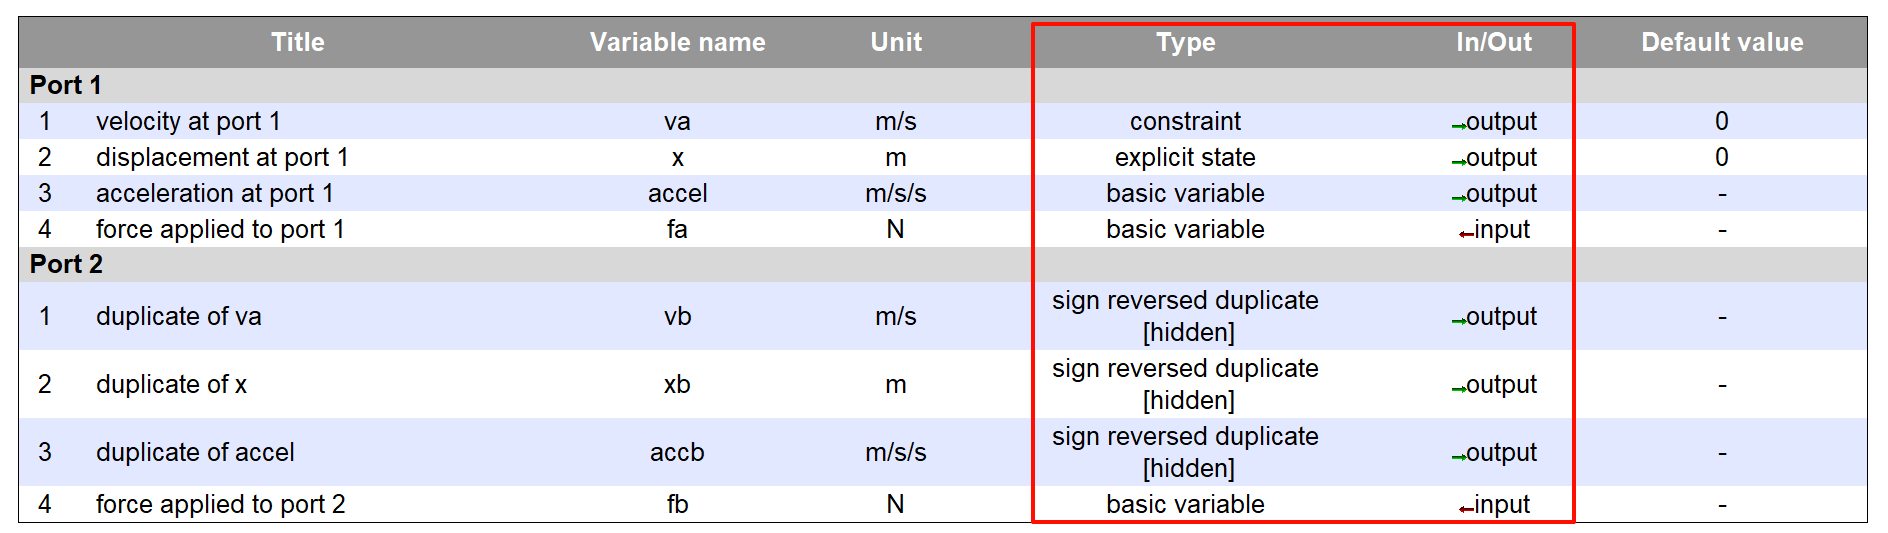 Title Variable name Unit Type In/Out Default value
Port 1
1 velocity at port 1 va m/s constraint output 0
2 displacement at port 1 x m explicit state output 0
3 acceleration at port 1 accel m/s/s basic variable output -
4 force applied to port 1 fa N basic variable input -
Port 2
1 duplicate of va vb m/s sign reversed duplicate [hidden] output -
2 duplicate of x xb m sign reversed duplicate [hidden] output -
3 duplicate of accel accb m/s/s sign reversed duplicate [hidden] output -
4 force applied to port 2 fb N basic variable input -